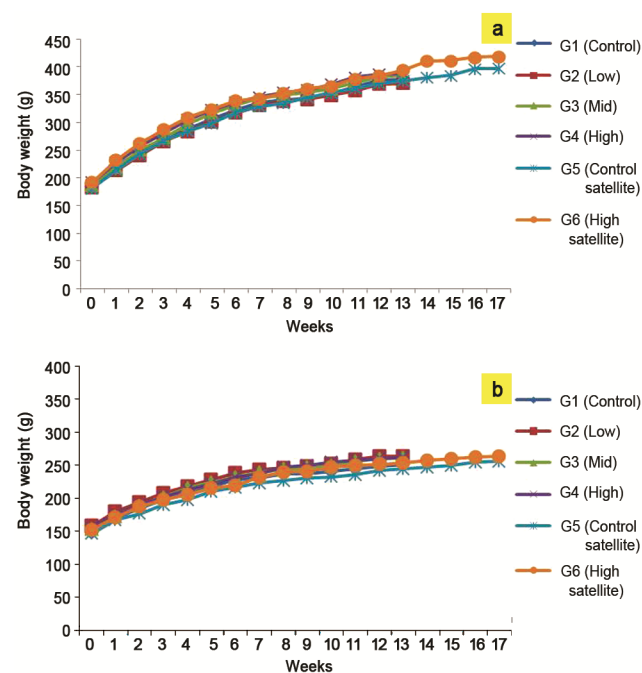 a
450
400
350
300
250
200
150
100
50
0
Body weight (g)
0 1 2 3 4 5 6 7 8 9 10 11 12 13 14 15 16 17
Weeks
G1 (Control)
G2 (Low)
G3 (Mid)
G4 (High)
G5 (Control
satellite)
G6 (High
satellite)
b
400
350
300
250
200
150
100
50
0
Body weight (g)
0 1 2 3 4 5 6 7 8 9 10 11 12 13 14 15 16 17
Weeks
G1 (Control)
G2 (Low)
G3 (Mid)
G4 (High)
G5 (Control
satellite)
G6 (High
satellite)